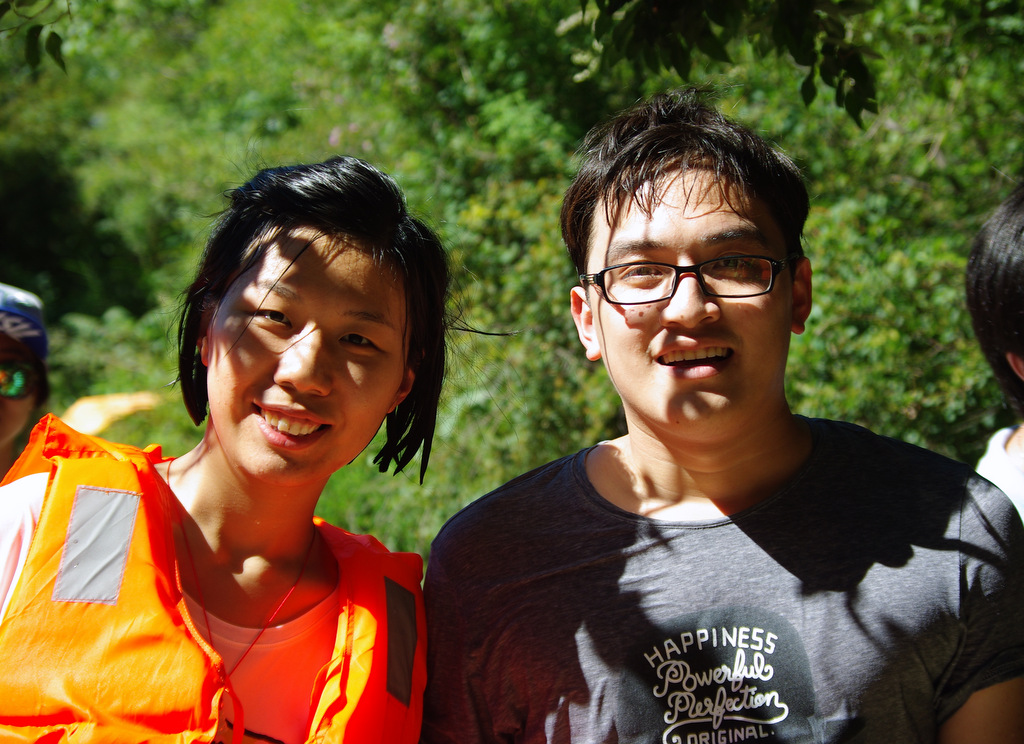 HAPPINESS
Powerful
Perfection
ORIGINAL.